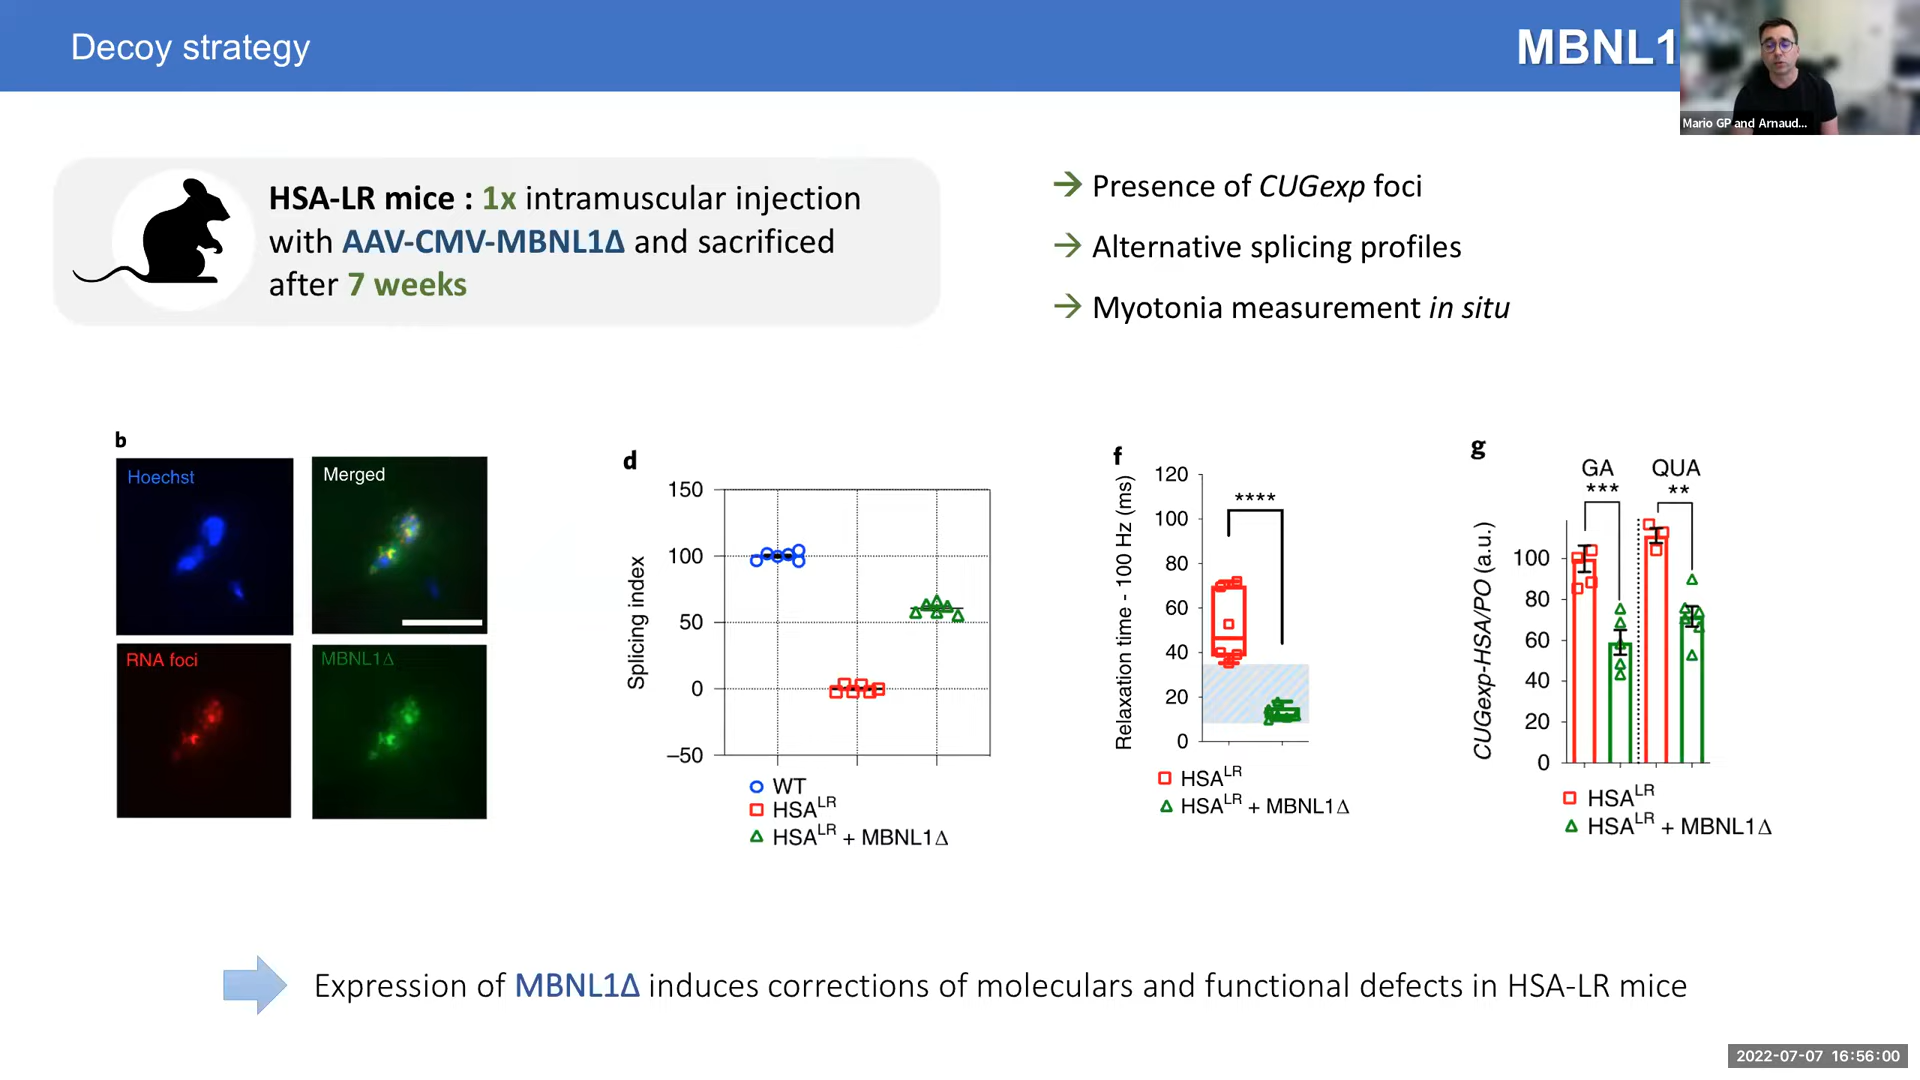 Decoy strategy
MBNL1
Mario GP and Arnaud...
HSA-LR mice : 1x intramuscular injection
with AAV-CMV-MBNL1Δ and sacrificed
after 7 weeks
→ Presence of CUGexp foci
→ Alternative splicing profiles
→ Myotonia measurement in situ
b
Hoechst
Merged
RNA foci
MBNL1Δ
d
Splicing index
150
100
50
0
–50
WT
HSALR
HSALR + MBNL1Δ
f
Relaxation time - 100 Hz (ms)
120
100
80
60
40
20
0
****
HSALR
HSALR + MBNL1Δ
g
GA
QUA
***
**
CUGexp-HSA/PO (a.u.)
100
80
60
40
20
0
HSALR
HSALR + MBNL1Δ
Expression of MBNL1Δ induces corrections of moleculars and functional defects in HSA-LR mice
2022-07-07 16:56:00